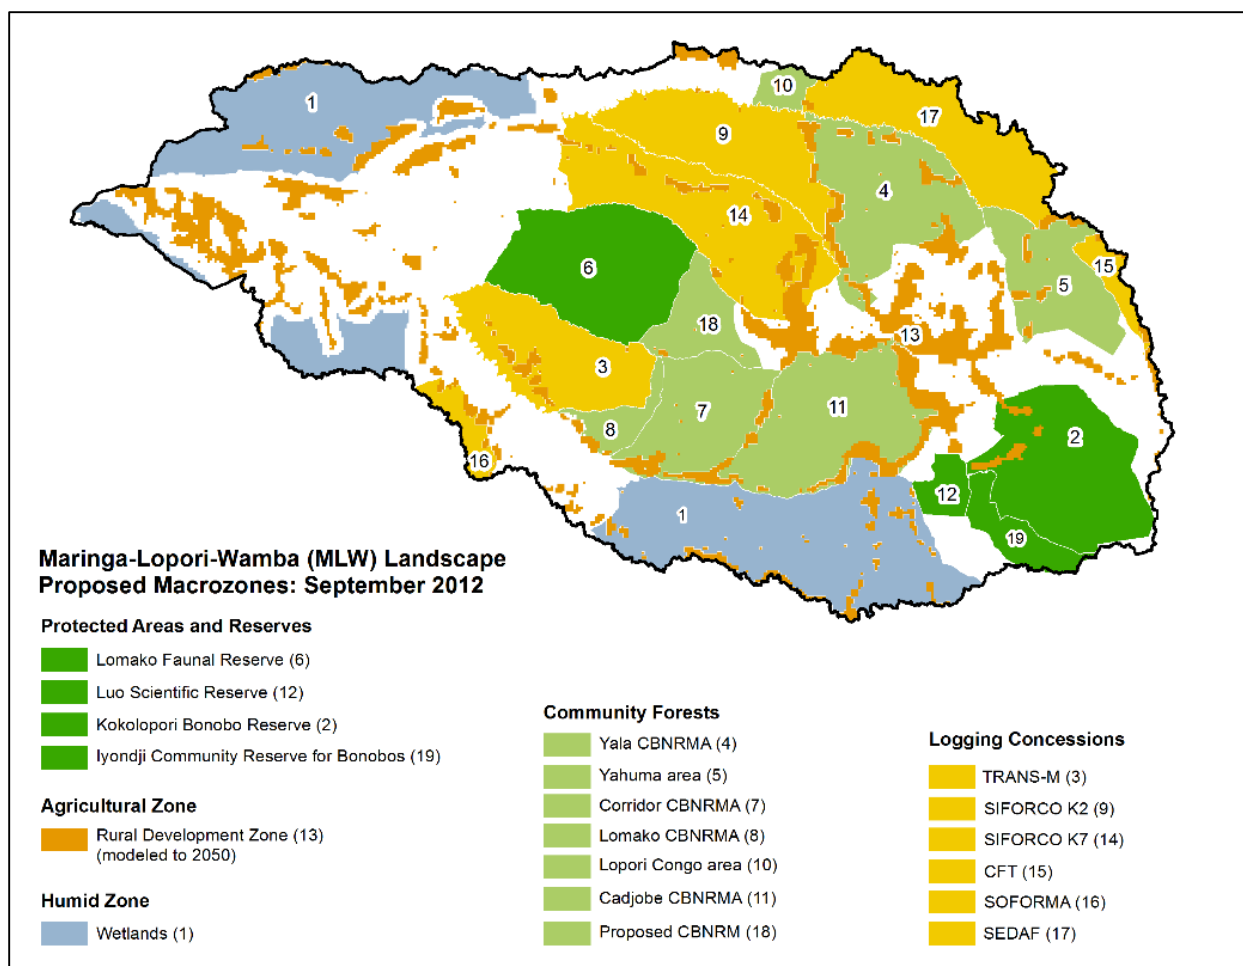 1
10
17
9
4
14
6
15
5
18
13
3
7
11
8
2
16
12
1
19
Maringa-Lopori-Wamba (MLW) Landscape
Proposed Macrozones: September 2012
Protected Areas and Reserves
Lomako Faunal Reserve (6)
Luo Scientific Reserve (12)
Kokolopori Bonobo Reserve (2)
Iyondji Community Reserve for Bonobos (19)
Agricultural Zone
Rural Development Zone (13)
(modeled to 2050)
Humid Zone
Wetlands (1)
Community Forests
Yala CBNRMA (4)
Yahuma area (5)
Corridor CBNRMA (7)
Lomako CBNRMA (8)
Lopori Congo area (10)
Cadjobe CBNRMA (11)
Proposed CBNRM (18)
Logging Concessions
TRANS-M (3)
SIFORCO K2 (9)
SIFORCO K7 (14)
CFT (15)
SOFORMA (16)
SEDAF (17)